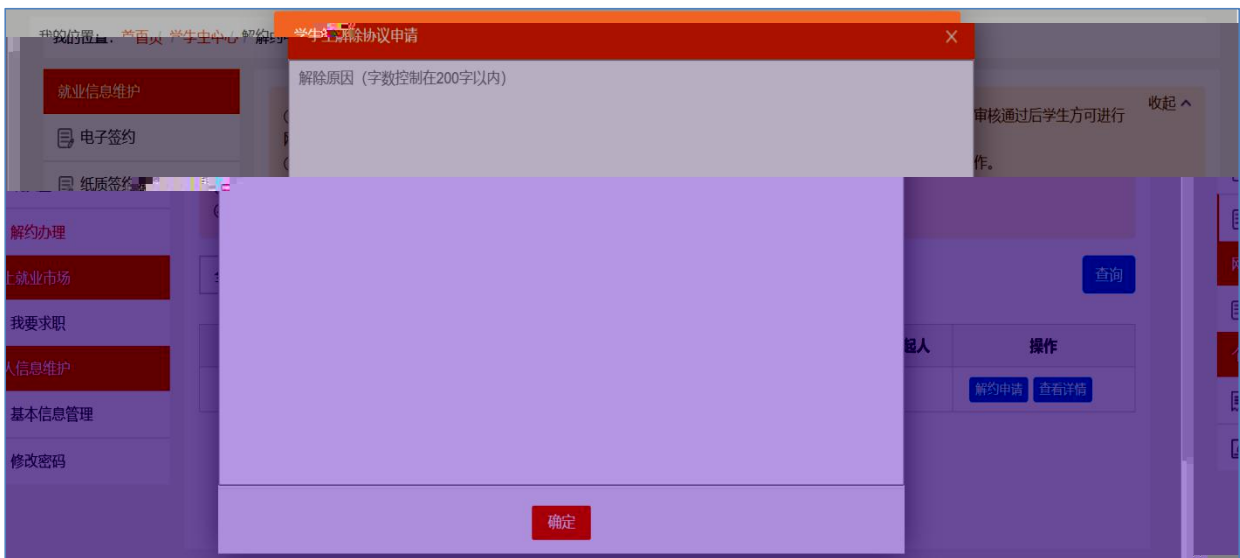 我的位置：首页 / 学生中心 / 解约
学生解除协议申请
解除原因（字数控制在200字以内）
就业信息维护
收起
审核通过后学生方可进行
电子签约
作。
纸质签约
解约办理
上就业市场
查询
我要求职
起人 操作
人信息维护
解约申请 查看详情
基本信息管理
修改密码
确定